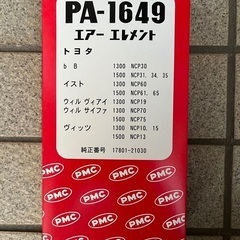 PA-1649
エアー エレメント
トヨタ
b B 1300 NCP30
1500 NCP31. 34. 35
イスト 1300 NCP60
1500 NCP61. 65
ウィル ヴィアイ 1300 NCP19
ウィル サイファ 1300 NCP70
1500 NCP75
ヴィッツ 1300 NCP10. 15
1500 NCP13
純正番号 17801-21030
PMC PMC PMC PMC
PMC PMC PMC